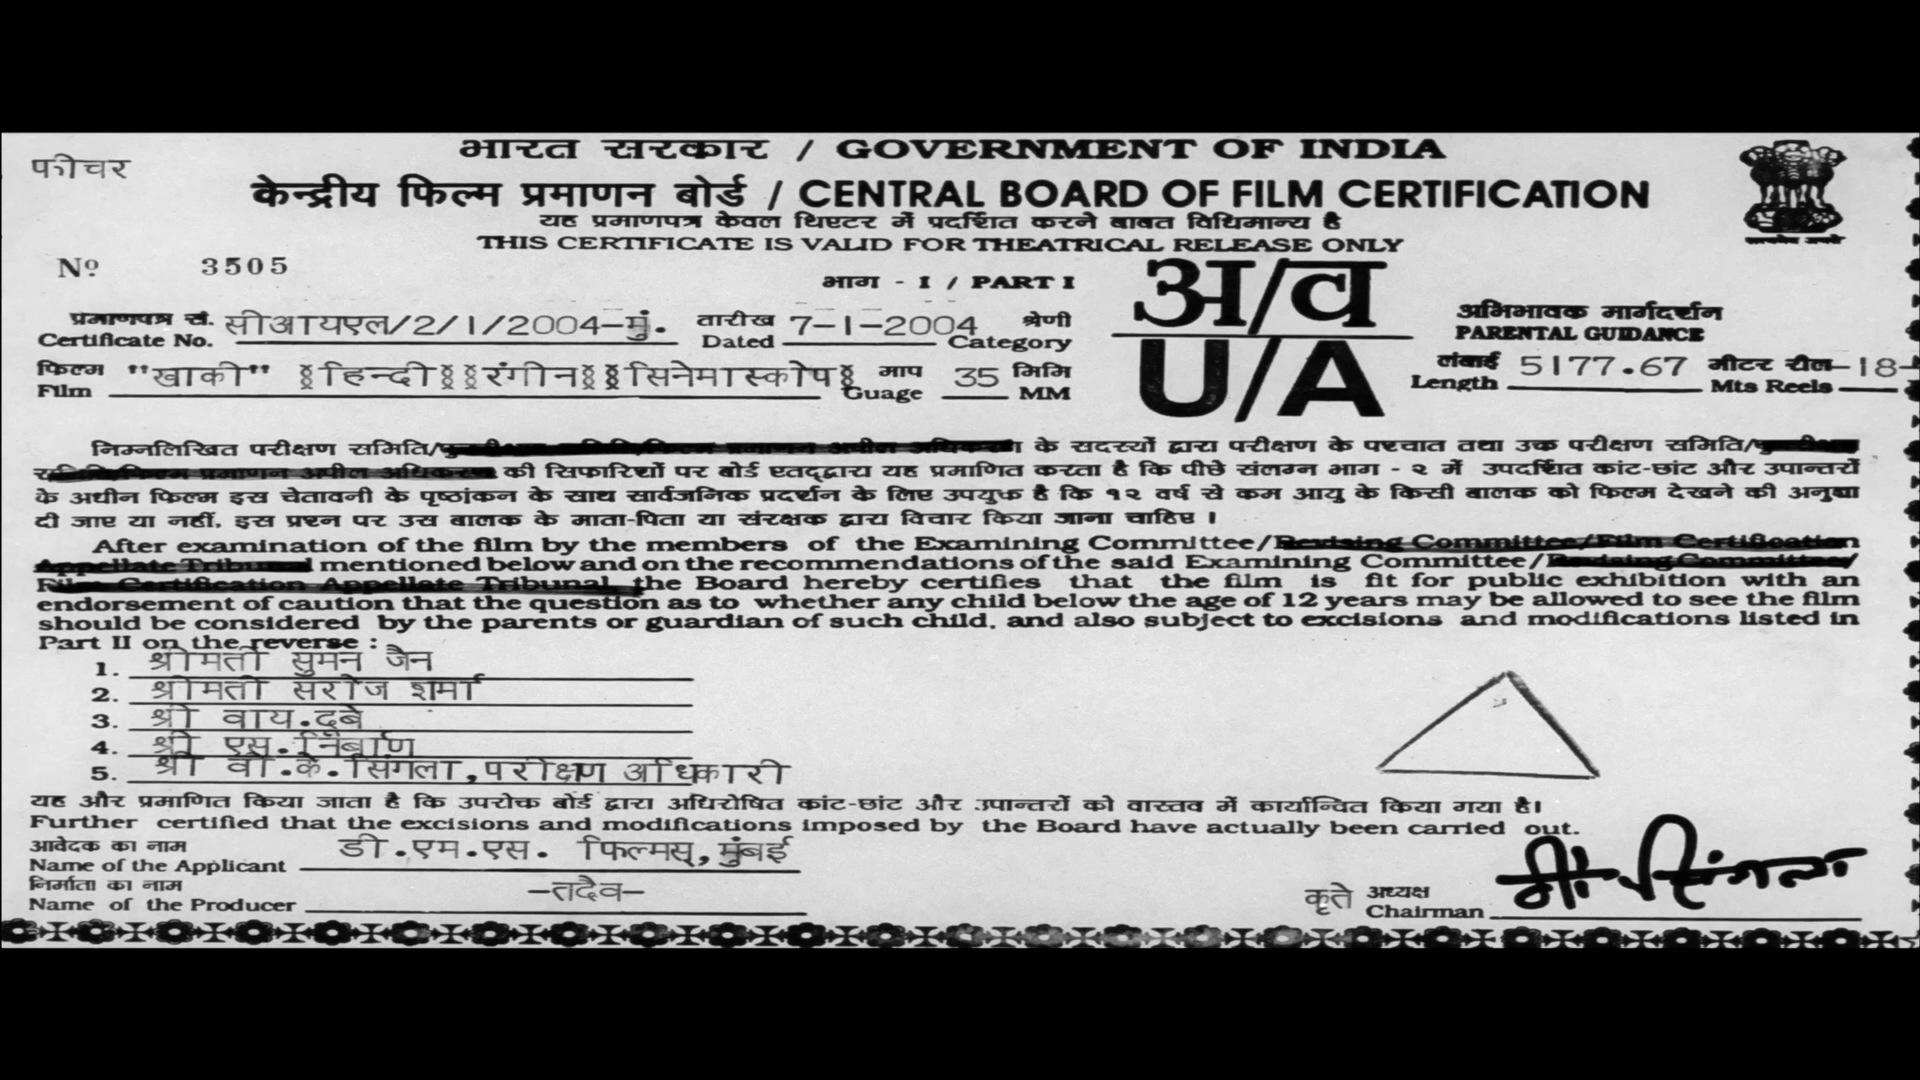 फीचर
भारत सरकार / GOVERNMENT OF INDIA
केन्द्रीय फिल्म प्रमाणन बोर्ड / CENTRAL BOARD OF FILM CERTIFICATION
यह प्रमाणपत्र केवल थिएटर में प्रदर्शित करने बाबत विधिमान्य है
THIS CERTIFICATE IS VALID FOR THEATRICAL RELEASE ONLY
Nº 3505
भाग - I / PART I
अ/व
U/A
प्रमाणपत्र सं. सीआयएल/2/1/2004-मुं. तारीख 7-1-2004 श्रेणी
Certificate No. Dated Category
अभिभावक मार्गदर्शन
PARENTAL GUIDANCE
फिल्म "खाकी" हिन्दी रंगीन सिनेमास्कोप माप 35 मिमि
Film Guage MM
लंबाई 5177.67 मीटर रील-18-
Length Mts Reels
निम्नलिखित परीक्षण समिति/ के सदस्यों द्वारा परीक्षण के पश्चात तथा उक्त परीक्षण समिति/
की सिफारिशों पर बोर्ड एतद्द्वारा यह प्रमाणित करता है कि पीछे संलग्न भाग - २ में उपदर्शित कांट-छांट और उपान्तरों
के अधीन फिल्म इस चेतावनी के पृष्ठांकन के साथ सार्वजनिक प्रदर्शन के लिए उपयुक्त है कि १२ वर्ष से कम आयु के किसी बालक को फिल्म देखने की अनुज्ञा
दी जाए या नहीं, इस प्रश्न पर उस बालक के माता-पिता या संरक्षक द्वारा विचार किया जाना चाहिए ।
After examination of the film by the members of the Examining Committee/Revising Committee/Film Certification
Appellate Tribunal mentioned below and on the recommendations of the said Examining Committee/Revising Committee/
Film Certification Appellate Tribunal the Board hereby certifies that the film is fit for public exhibition with an
endorsement of caution that the question as to whether any child below the age of 12 years may be allowed to see the film
should be considered by the parents or guardian of such child, and also subject to excisions and modifications listed in
Part II on the reverse :
1. श्रीमती सुमन जैन
2. श्रीमती सरोज शर्मा
3. श्री वाय.दुबे
4. श्री एस.निर्बाण
5. श्री वी.के.सिंगला,परीक्षण अधिकारी
यह और प्रमाणित किया जाता है कि उपरोक्त बोर्ड द्वारा अधिरोषित कांट-छांट और उपान्तरों को वास्तव में कार्यान्वित किया गया है।
Further certified that the excisions and modifications imposed by the Board have actually been carried out.
आवेदक का नाम डी.एम.एस. फिल्मस्,मुंबई
Name of the Applicant
निर्माता का नाम -तदैव-
Name of the Producer
कृते अध्यक्ष
Chairman